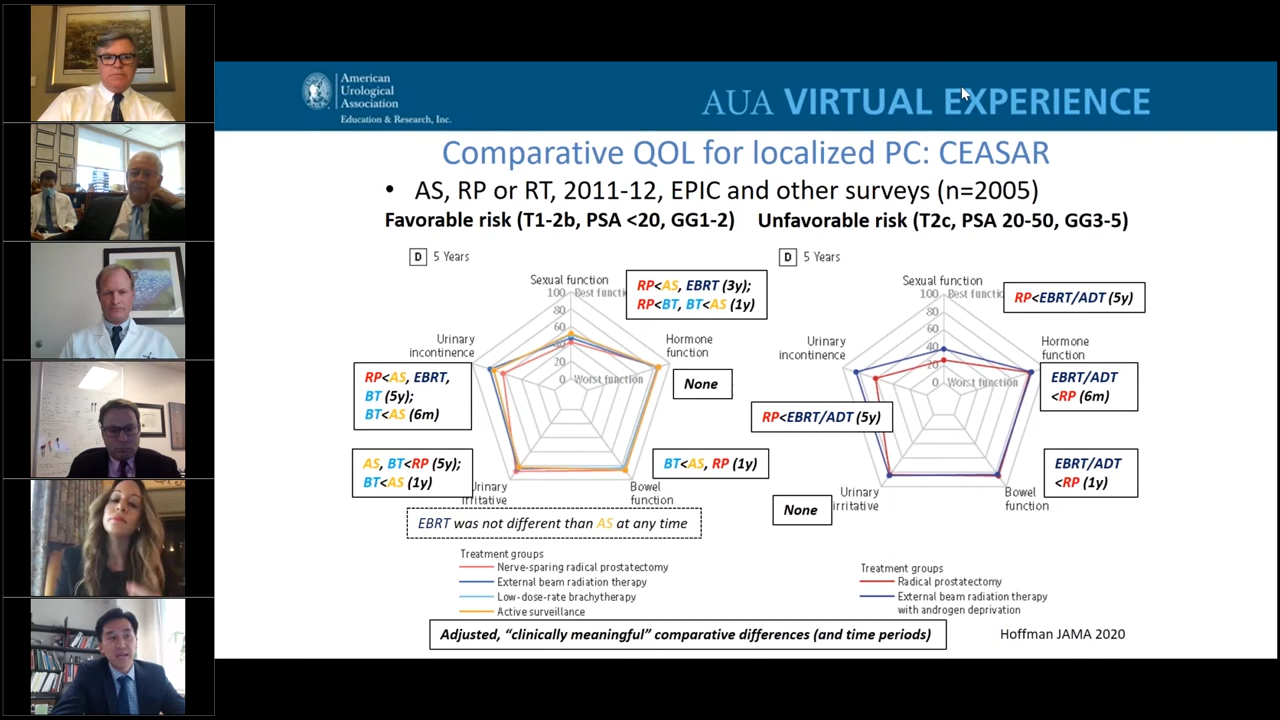 American
Urological
Association
Education & Research, Inc.
AUA VIRTUAL EXPERIENCE
Comparative QOL for localized PC: CEASAR
• AS, RP or RT, 2011-12, EPIC and other surveys (n=2005)
Favorable risk (T1-2b, PSA <20, GG1-2)
D 5 Years
Sexual function
100 Best functi
80
60
40
20
0 Worst function
RP<AS, EBRT (3y);
RP<BT, BT<AS (1y)
Urinary
incontinence
Hormone
function
RP<AS, EBRT,
BT (5y);
BT<AS (6m)
None
AS, BT<RP (5y);
BT<AS (1y)
BT<AS, RP (1y)
Urinary
irritative
Bowel
function
EBRT was not different than AS at any time
Treatment groups
Nerve-sparing radical prostatectomy
External beam radiation therapy
Low-dose-rate brachytherapy
Active surveillance
Unfavorable risk (T2c, PSA 20-50, GG3-5)
D 5 Years
Sexual function
100 Best functio
80
60
40
20
0 Worst function
RP<EBRT/ADT (5y)
Urinary
incontinence
Hormone
function
EBRT/ADT
<RP (6m)
RP<EBRT/ADT (5y)
EBRT/ADT
<RP (1y)
None
Urinary
irritative
Bowel
function
Treatment groups
Radical prostatectomy
External beam radiation therapy
with androgen deprivation
Adjusted, “clinically meaningful” comparative differences (and time periods)
Hoffman JAMA 2020